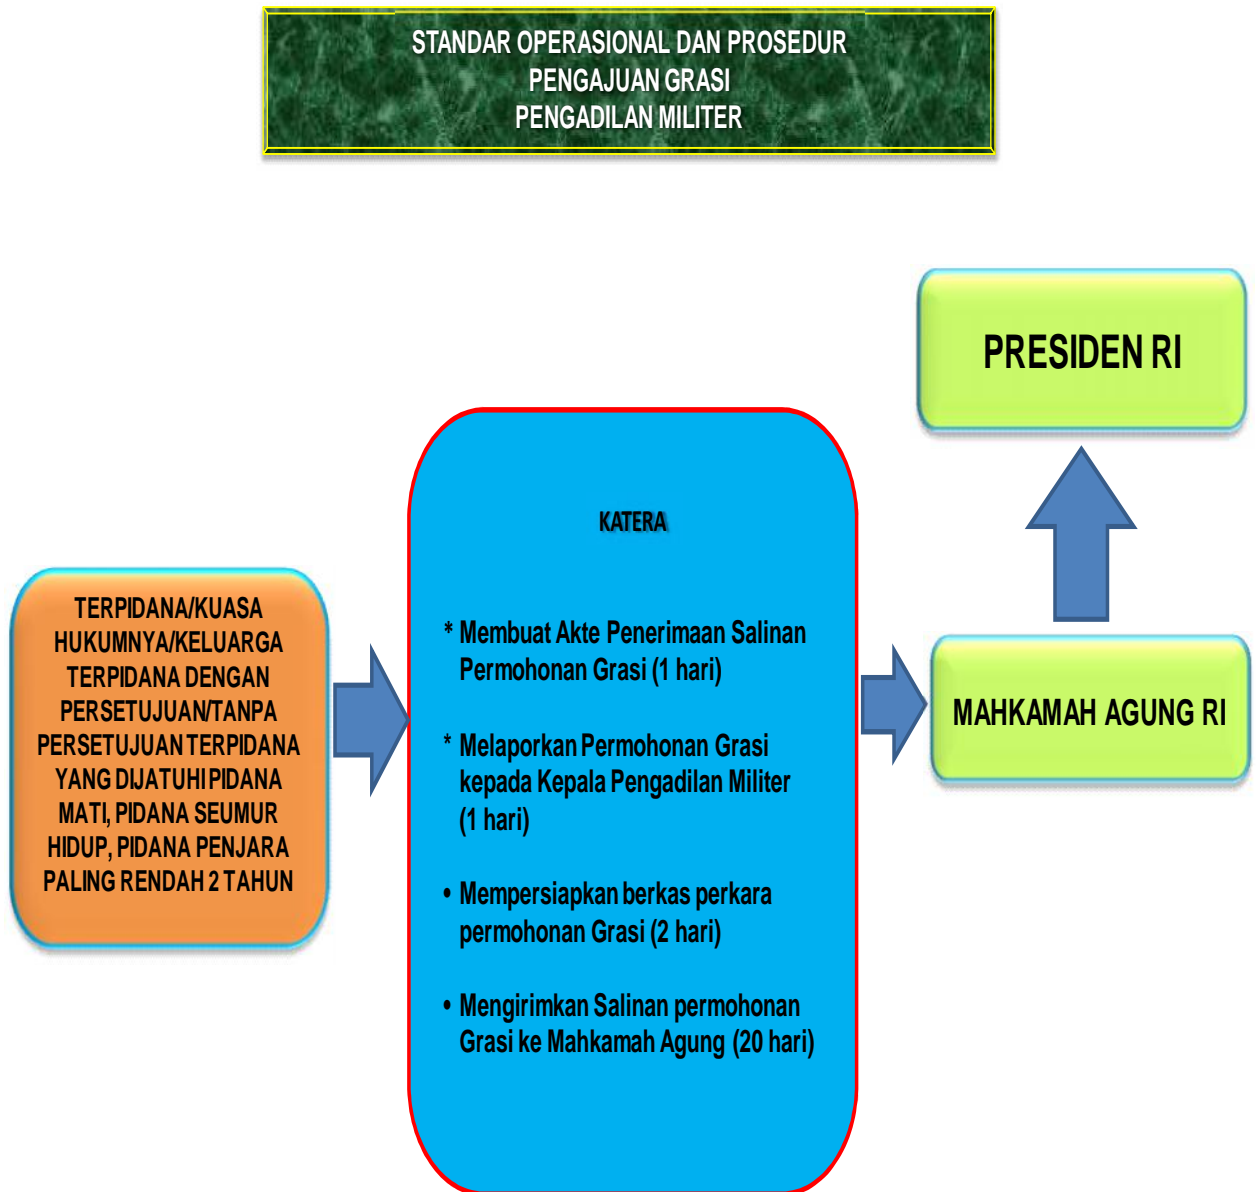 STANDAR OPERASIONAL DAN PROSEDUR
PENGAJUAN GRASI
PENGADILAN MILITER
TERPIDANA/KUASA
HUKUMNYA/KELUARGA
TERPIDANA DENGAN
PERSETUJUAN/TANPA
PERSETUJUAN TERPIDANA
YANG DIJATUHI PIDANA
MATI, PIDANA SEUMUR
HIDUP, PIDANA PENJARA
PALING RENDAH 2 TAHUN
KATERA
* Membuat Akte Penerimaan Salinan
Permohonan Grasi (1 hari)
* Melaporkan Permohonan Grasi
kepada Kepala Pengadilan Militer
(1 hari)
• Mempersiapkan berkas perkara
permohonan Grasi (2 hari)
• Mengirimkan Salinan permohonan
Grasi ke Mahkamah Agung (20 hari)
MAHKAMAH AGUNG RI
PRESIDEN RI